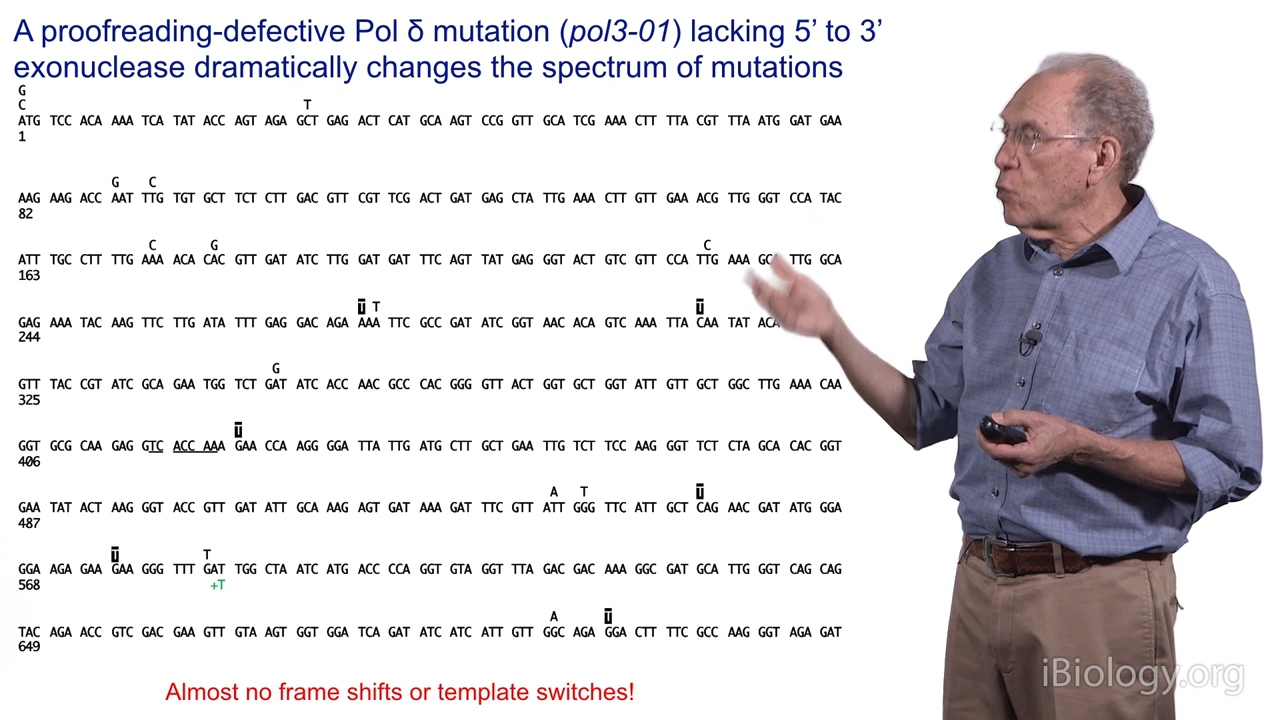 A proofreading-defective Pol δ mutation (pol3-01) lacking 5’ to 3’
exonuclease dramatically changes the spectrum of mutations
G
C T
ATG TCC ACA AAA TCA TAT ACC AGT AGA GCT GAG ACT CAT GCA AGT CCG GTT GCA TCG AAA CTT TTA CGT TTA ATG GAT GAA
1
G C
AAG AAG ACC AAT TTG TGT GCT TCT CTT GAC GTT CGT TCG ACT GAT GAG CTA TTG AAA CTT GTT GAA ACG TTG GGT CCA TAC
82
C G C
ATT TGC CTT TTG AAA ACA CAC GTT GAT ATC TTG GAT GAT TTC AGT TAT GAG GGT ACT GTC GTT CCA TTG AAA TTG GCA
163
T T T
GAG AAA TAC AAG TTC TTG ATA TTT GAG GAC AGA AAA TTC GCC GAT ATC GGT AAC ACA GTC AAA TTA CAA TAT ACA
244
G
GTT TAC CGT ATC GCA GAA TGG TCT GAT ATC ACC AAC GCC CAC GGG GTT ACT GGT GCT GGT ATT GTT GCT GGC TTG AAA CAA
325
T
GGT GCG CAA GAG GTC ACC AAA GAA CCA AGG GGA TTA TTG ATG CTT GCT GAA TTG TCT TCC AAG GGT TCT CTA GCA CAC GGT
406
A T T
GAA TAT ACT AAG GGT ACC GTT GAT ATT GCA AAG AGT GAT AAA GAT TTC GTT ATT GGG TTC ATT GCT CAG AAC GAT ATG GGA
487
T T
GGA AGA GAA GAA GGG TTT GAT TGG CTA ATC ATG ACC CCA GGT GTA GGT TTA GAC GAC AAA GGC GAT GCA TTG GGT CAG CAG
568 +T
A T
TAC AGA ACC GTC GAC GAA GTT GTA AGT GGT GGA TCA GAT ATC ATC ATT GTT GGC AGA GGA CTT TTC GCC AAG GGT AGA GAT
649
Almost no frame shifts or template switches!
iBiology.org